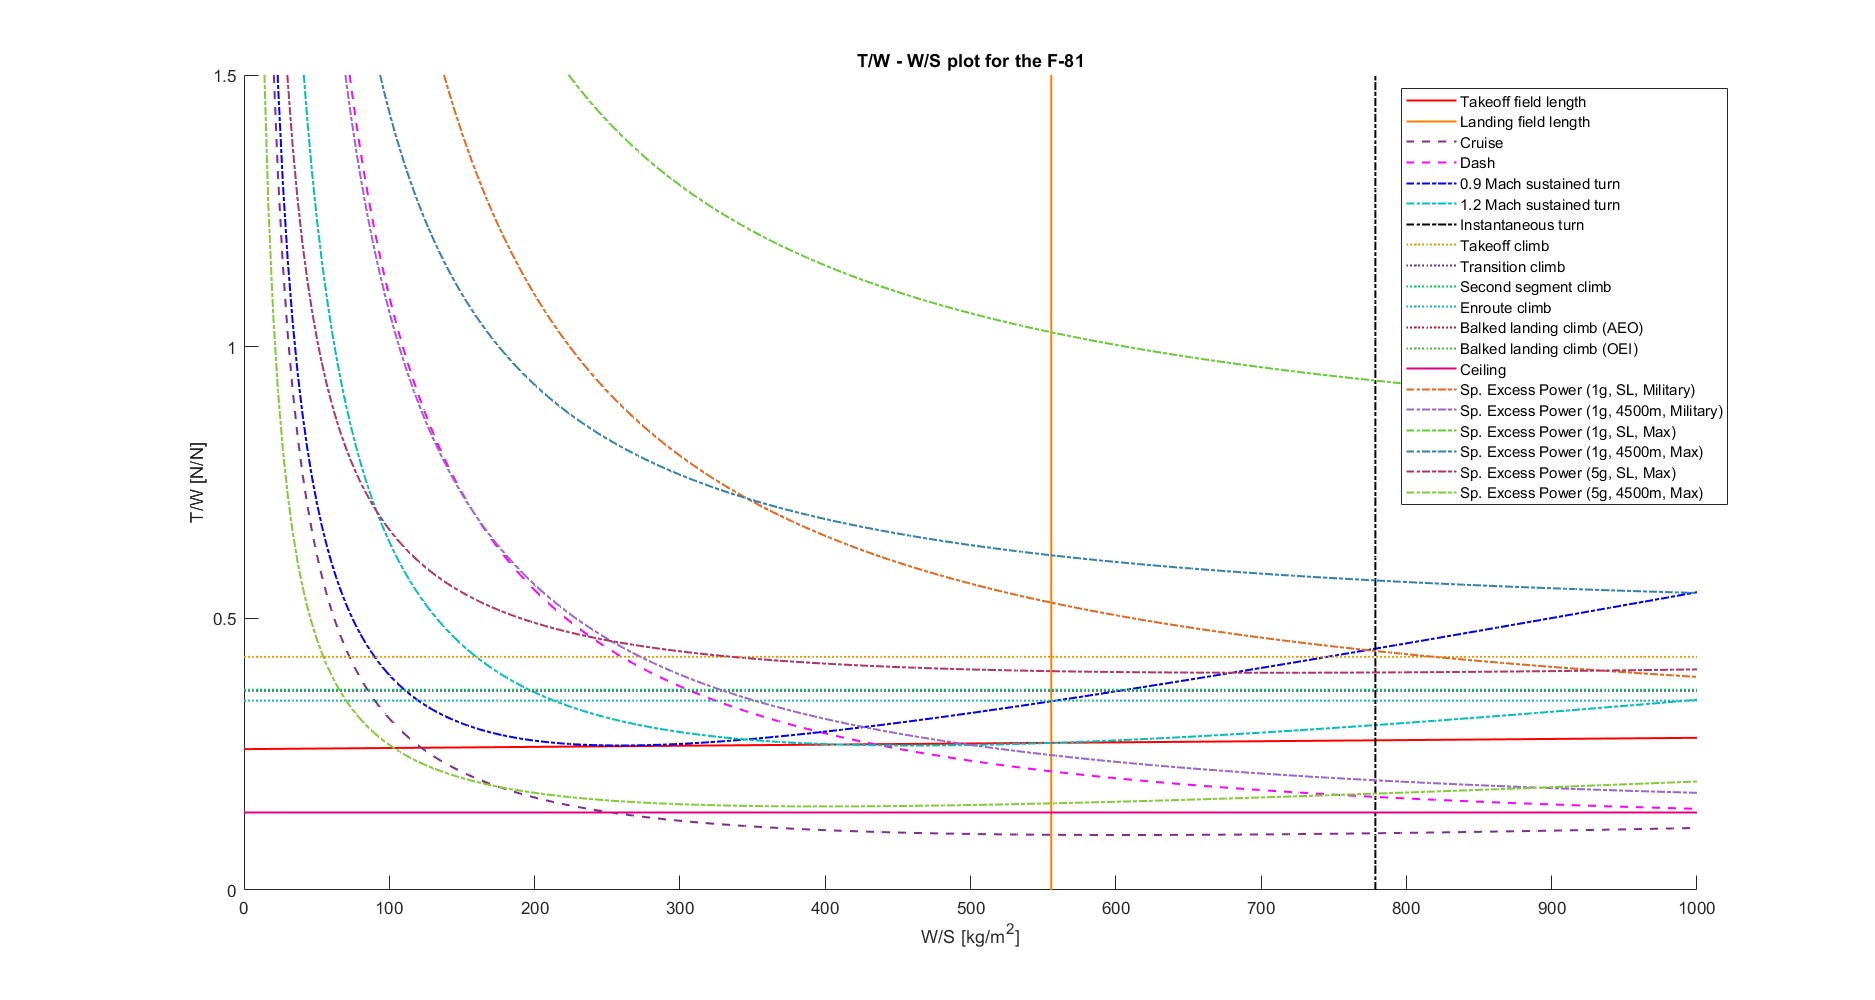 T/W - W/S plot for the F-81
1.5
1
0.5
0
T/W [N/N]
0 100 200 300 400 500 600 700 800 900 1000
W/S [kg/m²]
Takeoff field length
Landing field length
Cruise
Dash
0.9 Mach sustained turn
1.2 Mach sustained turn
Instantaneous turn
Takeoff climb
Transition climb
Second segment climb
Enroute climb
Balked landing climb (AEO)
Balked landing climb (OEI)
Ceiling
Sp. Excess Power (1g, SL, Military)
Sp. Excess Power (1g, 4500m, Military)
Sp. Excess Power (1g, SL, Max)
Sp. Excess Power (1g, 4500m, Max)
Sp. Excess Power (5g, SL, Max)
Sp. Excess Power (5g, 4500m, Max)